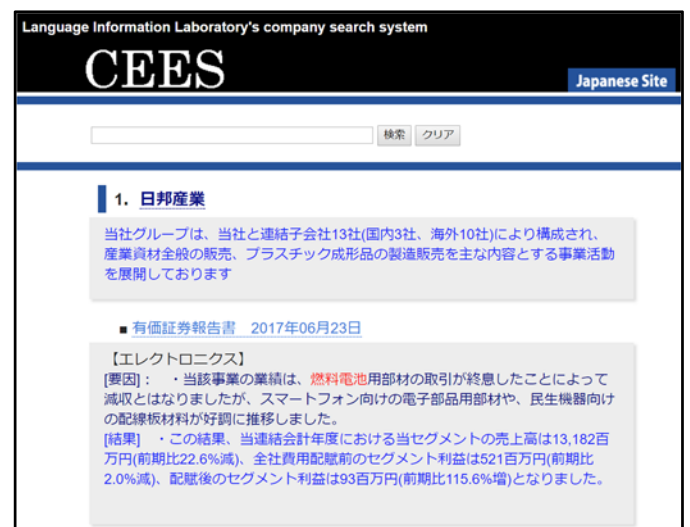 Language Information Laboratory's company search system
CEES
Japanese Site
検索 クリア
1. 日邦産業
当社グループは、当社と連結子会社13社(国内3社、海外10社)により構成され、
産業資材全般の販売、プラスチック成形品の製造販売を主な内容とする事業活動
を展開しております
■ 有価証券報告書　2017年06月23日
【エレクトロニクス】
[要因]：　・当該事業の業績は、燃料電池用部材の取引が終息したことによって
減収とはなりましたが、スマートフォン向けの電子部品用部材や、民生機器向け
の配線板材料が好調に推移しました。
[結果]　・この結果、当連結会計年度における当セグメントの売上高は13,182百
万円(前期比22.6%減)、全社費用配賦前のセグメント利益は521百万円(前期比
2.0%減)、配賦後のセグメント利益は93百万円(前期比115.6%増)となりました。